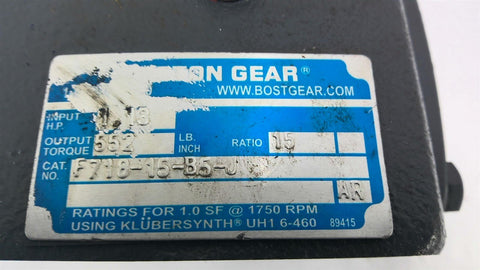 ON GEAR®
WWW.BOSTGEAR.COM
INPUT H.P. 1.13
OUTPUT TORQUE 552 LB. INCH RATIO 15
CAT. NO. F718-15-B5-J
AR
RATINGS FOR 1.0 SF @ 1750 RPM
USING KLÜBERSYNTH® UH1 6-460 89415